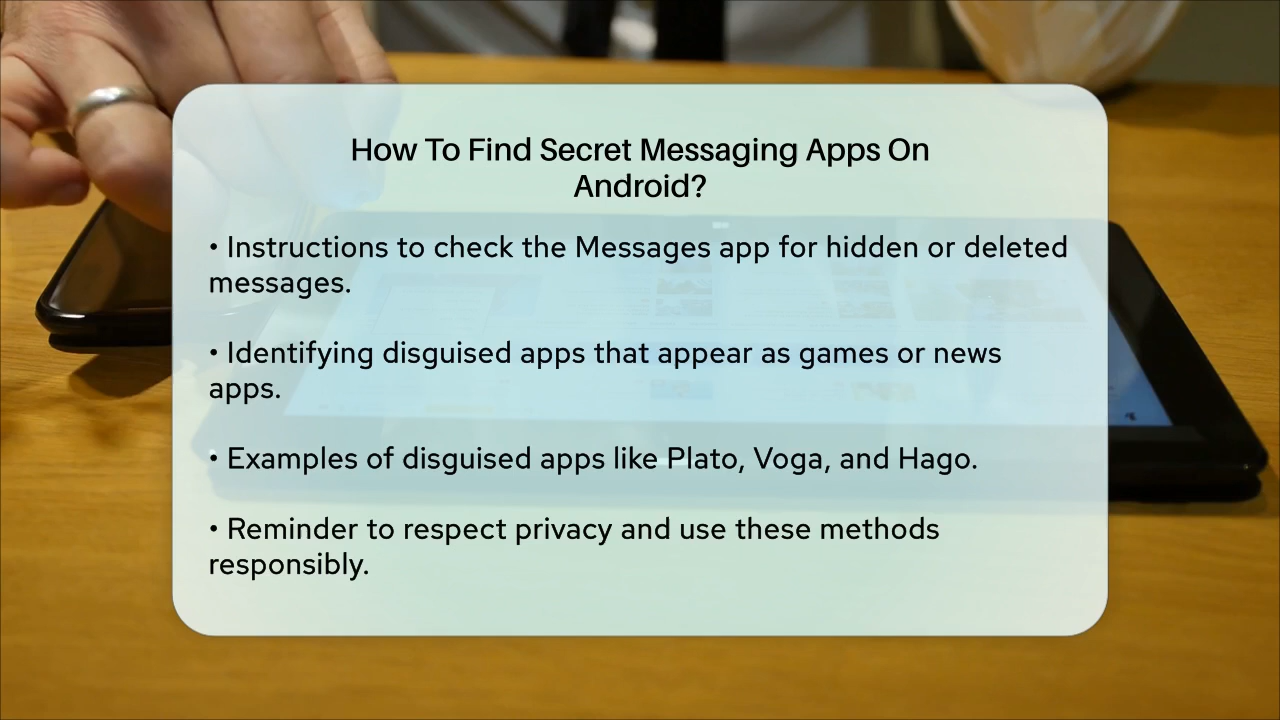 How To Find Secret Messaging Apps On
Android?
• Instructions to check the Messages app for hidden or deleted
messages.
• Identifying disguised apps that appear as games or news
apps.
• Examples of disguised apps like Plato, Voga, and Hago.
• Reminder to respect privacy and use these methods
responsibly.